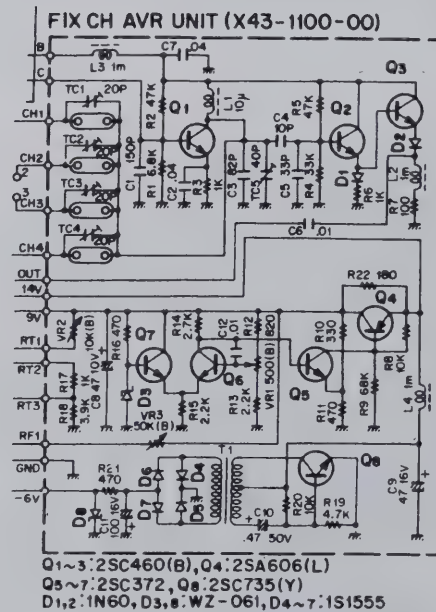 FIX CH AVR UNIT (X43-1100-00)
B
L3 1m
C7 .04
C
TC1 20P
R2 47K
Q1
L1 10μ
R5 47K
Q2
Q3
CH1
C4 10P
D2
TC2 20P
150P
R1 6.8K
C2 .04
R3 1K
C3 82P
TC5 40P
C5 33P
R4 33K
D1
R6 1K
L2 1m
R7 100
CH2
C1
2
3
TC3 20P
CH3
TC4 20P
C6 .01
CH4
OUT
14V
R22 180
9V
Q4
VR2 10K(B)
R16 470
Q7
R14 2.7K
C12 .01
R12 820
R10 330
RT1
RT2
C8 47 10V
Q6
VR1 500(B)
Q5
R8 10K
R17 1K
D3
R15 2.2K
R13 2.2K
R11 470
R9 68K
L4 1m
RT3
R18 3.9K
VR3 50K(B)
RF1
T1
GND
R21 470
D6
D4
Q8
-6V
D8
C11 100 16V
D7
D5
C10 .47 50V
R20 10K
R19 4.7K
C9 47 16V
Q1~3:2SC460(B), Q4:2SA606(L)
Q5~7:2SC372, Q8:2SC735(Y)
D1,2:1N60, D3,8:WZ-061, D4~7:1S1555